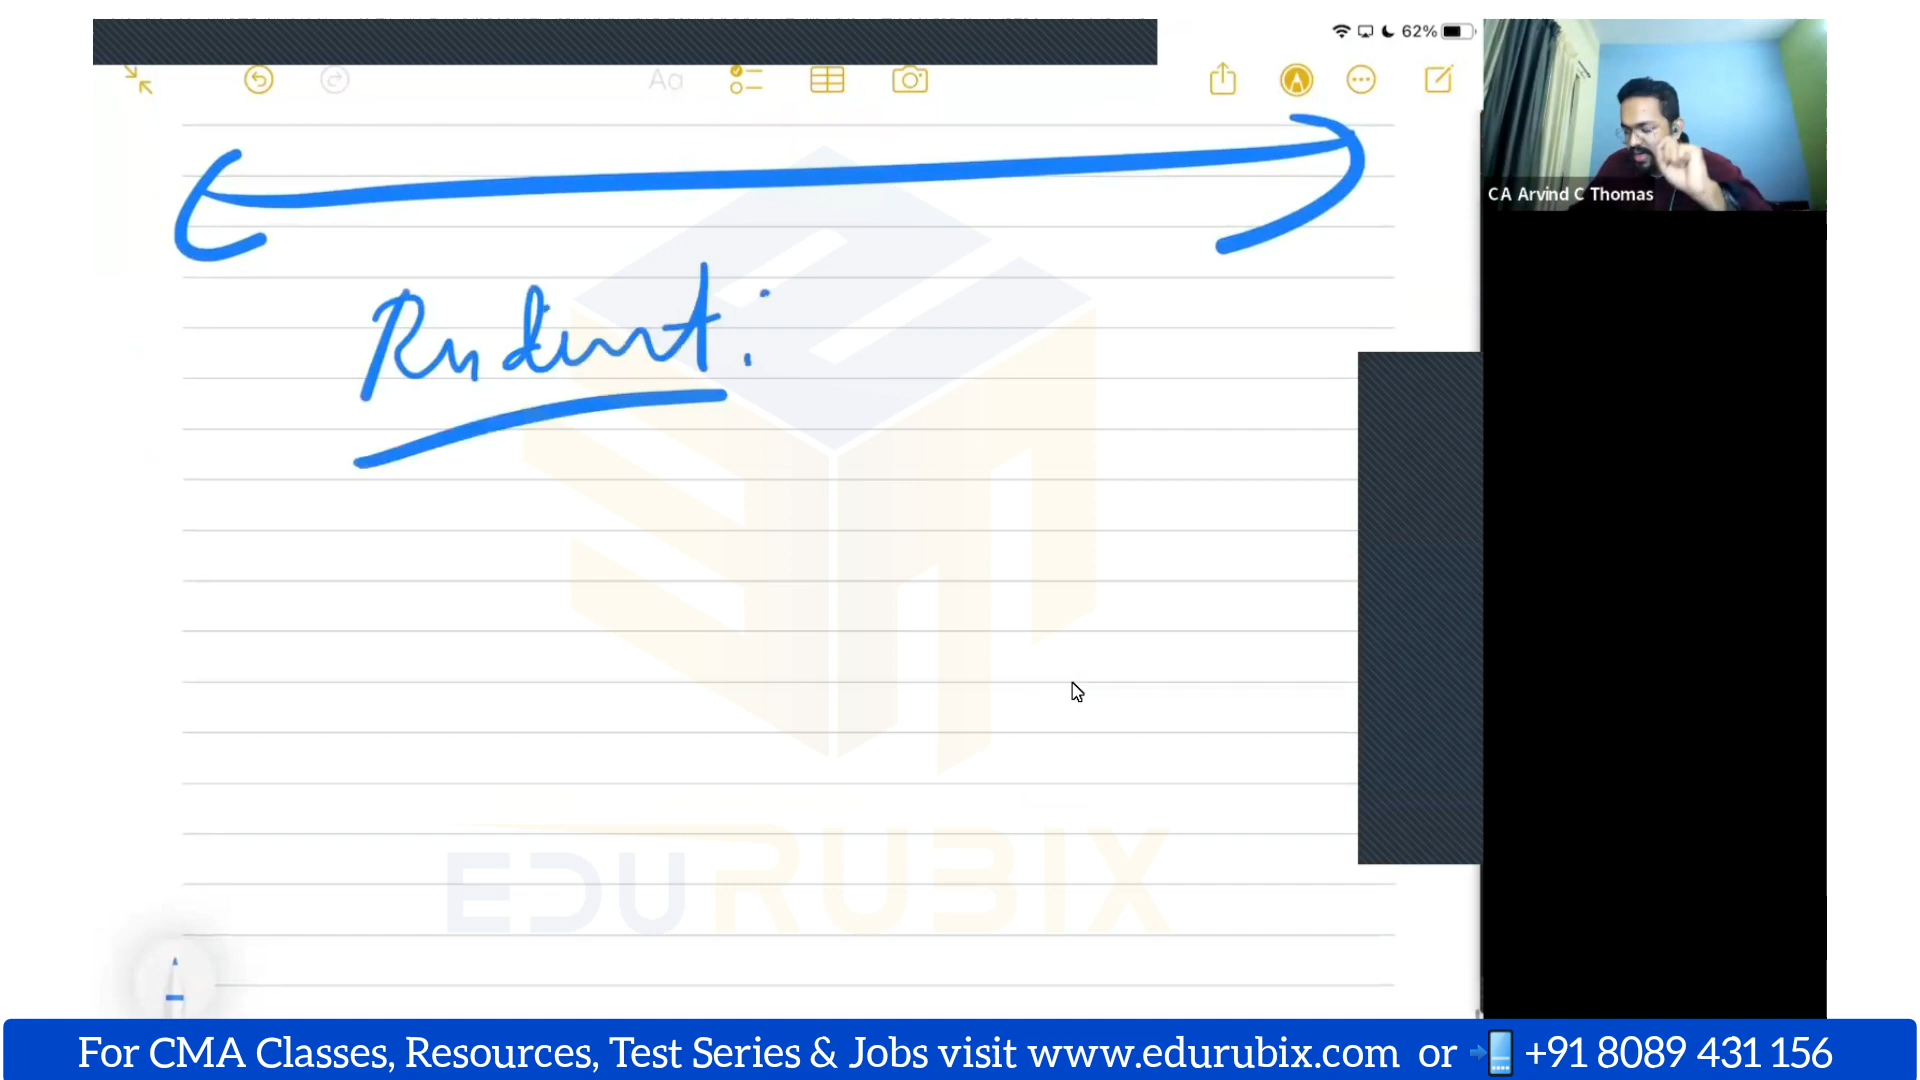 62%
Aa
CA Arvind C Thomas
EDURUBIX
For CMA Classes, Resources, Test Series & Jobs visit www.edurubix.com or +91 8089 431 156